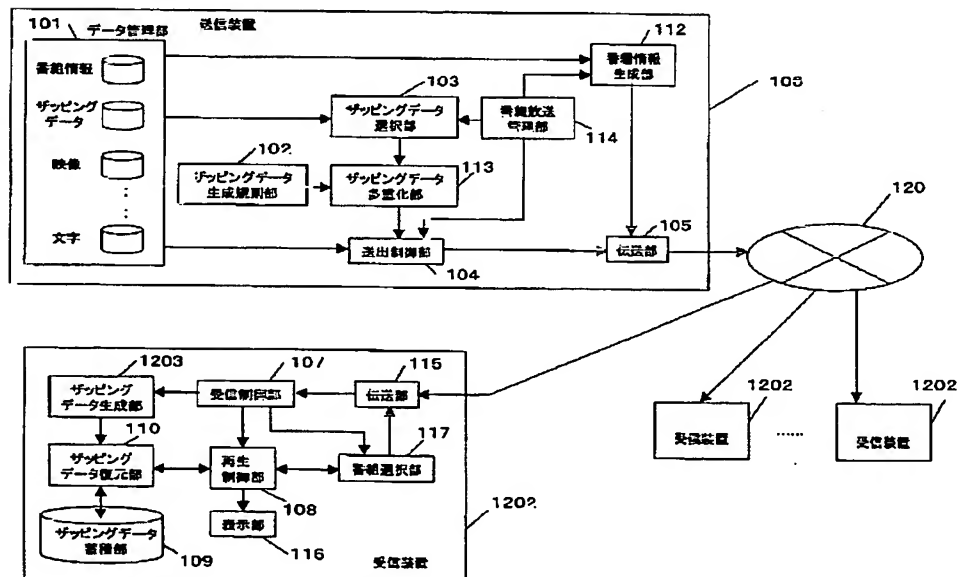 101
データ管理部
送信装置
112
番組情報
番組情報
生成部
106
103
ザッピング
データ
ザッピングデータ
選択部
番組放送
管理部
114
映像
102
ザッピングデータ
生成規則部
ザッピングデータ
多重化部
113
120
文字
105
送出制御部
伝送部
104
1203
107
115
ザッピング
データ生成部
受信制御部
伝送部
1202
1202
110
117
ザッピング
データ復元部
再生
制御部
番組選択部
受信装置
......
受信装置
108
1202
ザッピングデータ
蓄積部
表示部
109
116
受信装置